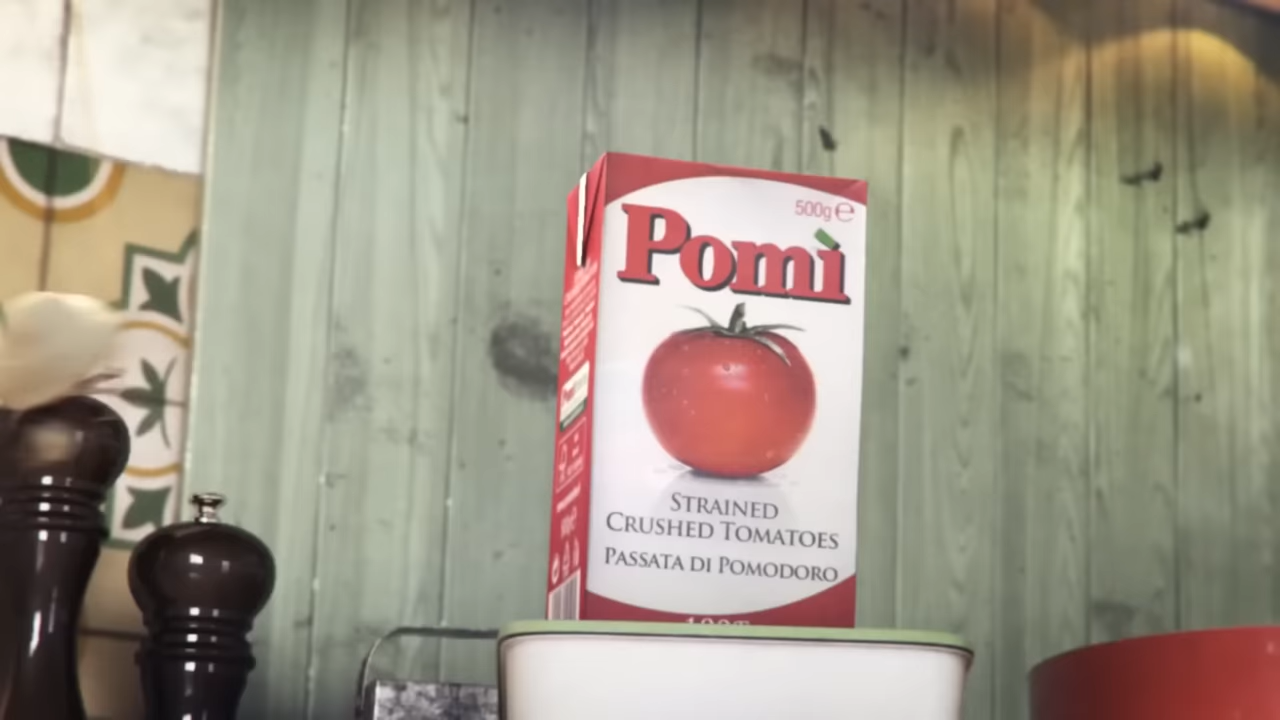 500g ℮
Pomì
STRAINED
CRUSHED TOMATOES
PASSATA DI POMODORO